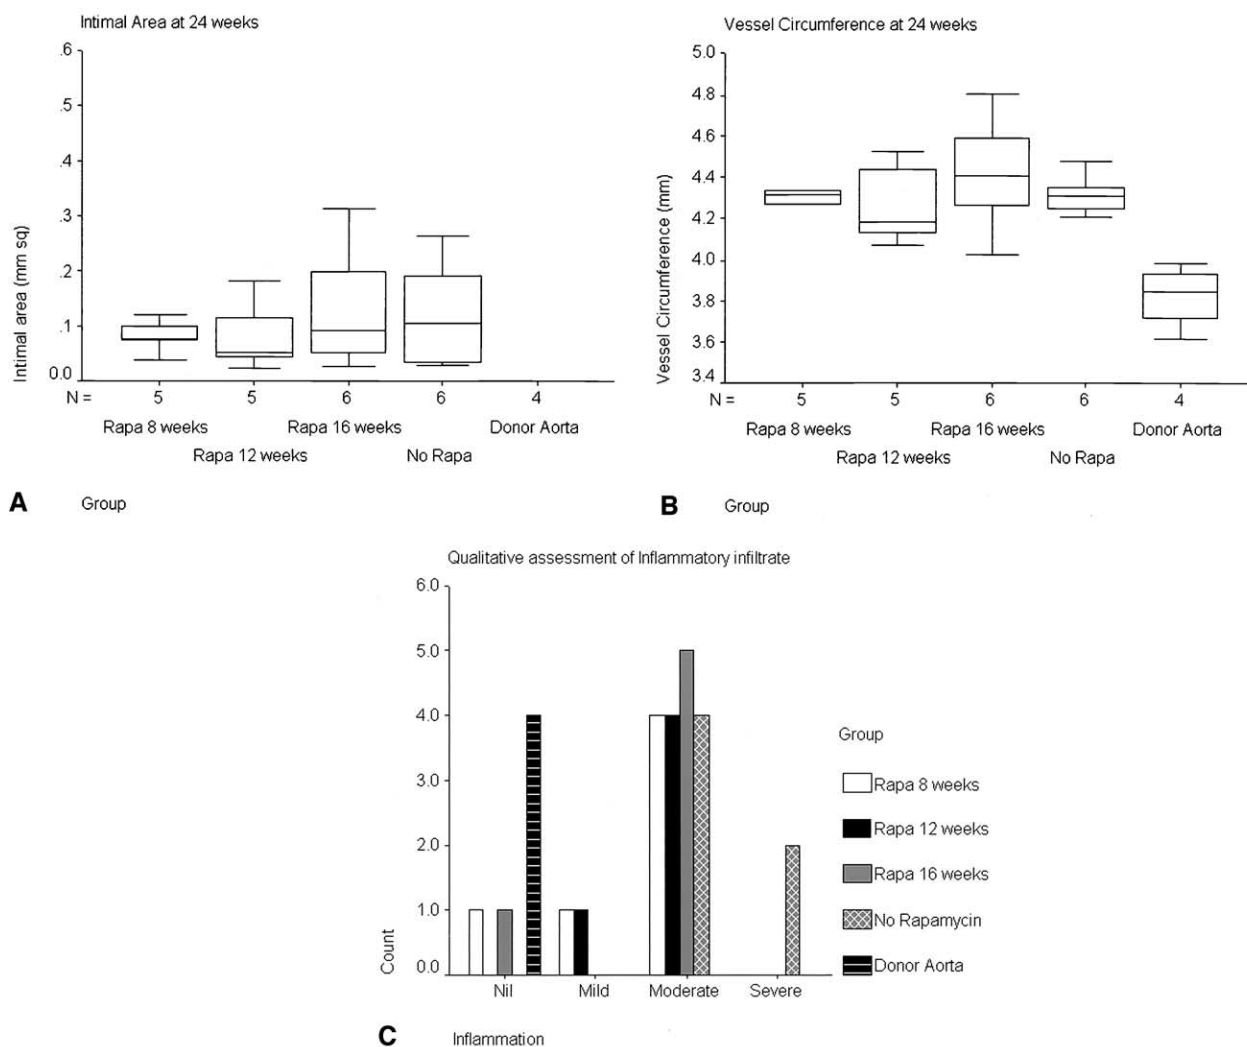 Intimal Area at 24 weeks
.6
.5
.4
.3
.2
.1
0.0
Intimal area (mm sq)
N = 5 5 6 6 4
Rapa 8 weeks Rapa 16 weeks Donor Aorta
Rapa 12 weeks No Rapa
A Group
Vessel Circumference at 24 weeks
5.0
4.8
4.6
4.4
4.2
4.0
3.8
3.6
3.4
Vessel Circumference (mm)
N = 5 5 6 6 4
Rapa 8 weeks Rapa 16 weeks Donor Aorta
Rapa 12 weeks No Rapa
B Group
Qualitative assessment of Inflammatory infiltrate
6.0
5.0
4.0
3.0
2.0
1.0
0.0
Count
Nil Mild Moderate Severe
C Inflammation
Group
Rapa 8 weeks
Rapa 12 weeks
Rapa 16 weeks
No Rapamycin
Donor Aorta